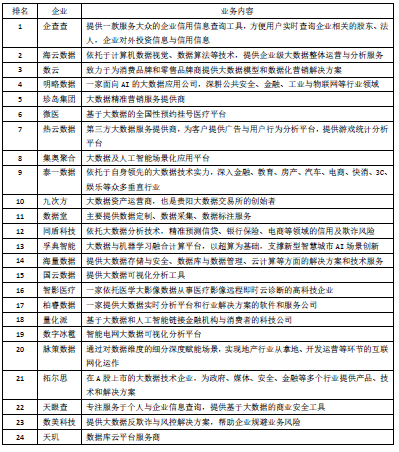 排名 企业 业务内容
1 企查查 提供一款服务大众的企业信用信息查询工具，方便用户实时查询企业相关的股东、法
人，企业对外投资信息与信用信息
2 海云数据 依托于计算机数据视觉、数据算法等技术，提供企业级大数据整体运营与分析服务
3 数云 致力于为消费品牌和零售品牌商提供大数据模型和数据化营销解决方案
4 明略数据 一家面向 AI 的大数据应用公司，深耕公共安全、金融、工业与物联网等行业领域
5 珍岛集团 大数据精准营销服务提供商
6 微医 基于大数据的全国性预约挂号医疗平台
7 热云数据 第三方大数据服务提供商，为客户提供广告与用户行为分析平台，提供游戏统计分析
平台
8 集奥聚合 大数据及人工智能场景化应用平台
9 泰一数据 依托于自身领先的大数据技术实力，深入金融、教育、房产、汽车、电商、快消、3C、
娱乐等众多垂直行业
10 九次方 大数据资产运营商，也是贵阳大数据交易所的创始者
11 数据堂 主要提供数据定制、数据采集、数据标注服务
12 同盾科技 依托大数据分析技术，精准预测信贷、银行保险、电商等领域的信用及欺诈风险
13 孚典智能 大数据与机器学习融合计算平台，以超算为基础，支撑新型智慧城市 AI 场景创新
14 海量数据 提供大数据存储与安全、数据库与数据管理、云计算等方面的解决方案和技术服务
15 国云数据 提供大数据可视化分析工具
16 智影医疗 一家依托医学大影像数据从事医疗影像远程即时云诊断的高科技企业
17 柏睿数据 一家提供大数据实时分析平台和行业解决方案的软件和服务公司
18 量化派 基于大数据和人工智能链接金融机构与消费者的科技公司
19 数字冰雹 智能电网大数据可视化分析平台
20 脉策数据 通过对数据维度的细分深度赋能场景，实现地产行业从拿地、开发运营等环节的互联
网化运作
21 拓尔思 在 A 股上市的大数据技术企业，为政府、媒体、安全、金融等多个行业提供产品、技
术和解决方案
22 天眼查 专注服务于个人与企业信息查询，提供基于大数据的商业安全工具
23 数美科技 提供大数据反欺诈与风控解决方案，帮助企业规避业务风险
24 天玑 数据库云平台服务商